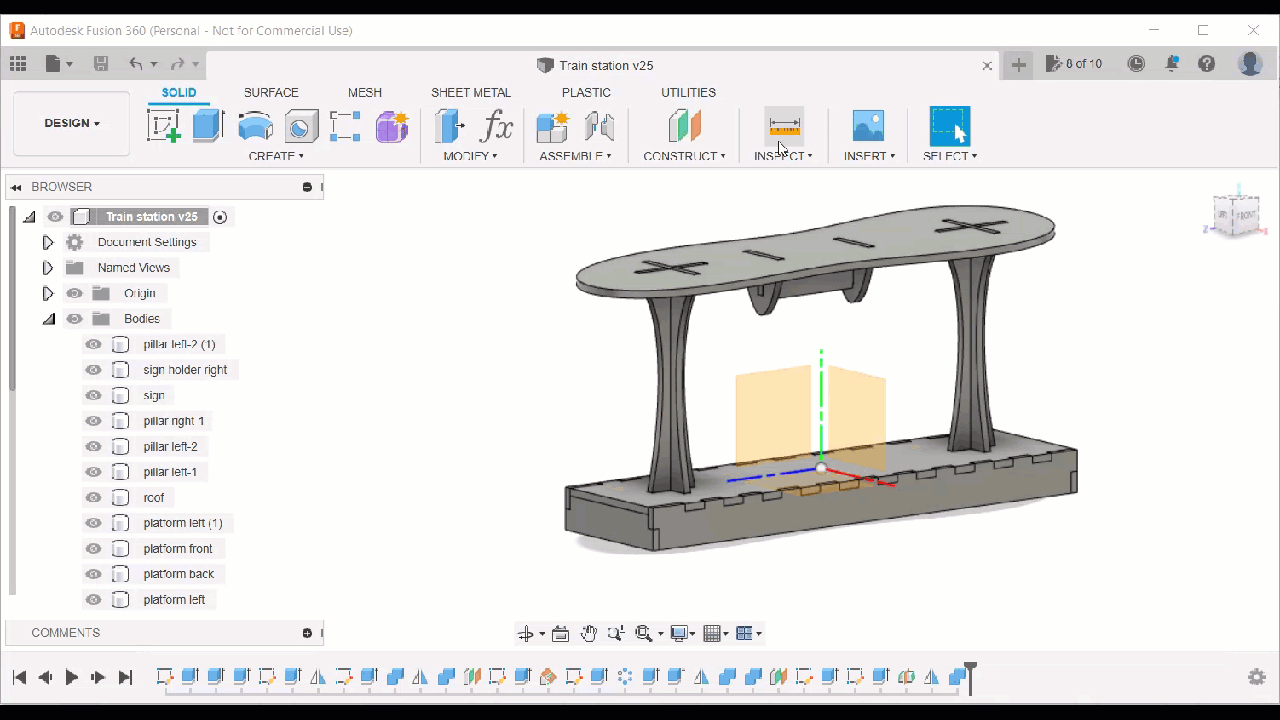 Autodesk Fusion 360 (Personal - Not for Commercial Use)
Train station v25
8 of 10
SOLID SURFACE MESH SHEET METAL PLASTIC UTILITIES
DESIGN
CREATE MODIFY ASSEMBLE CONSTRUCT INSPECT INSERT SELECT
BROWSER
Train station v25
Document Settings
Named Views
Origin
Bodies
pillar left-2 (1)
sign holder right
sign
pillar right 1
pillar left-2
pillar left-1
roof
platform left (1)
platform front
platform back
platform left
COMMENTS
FRONT